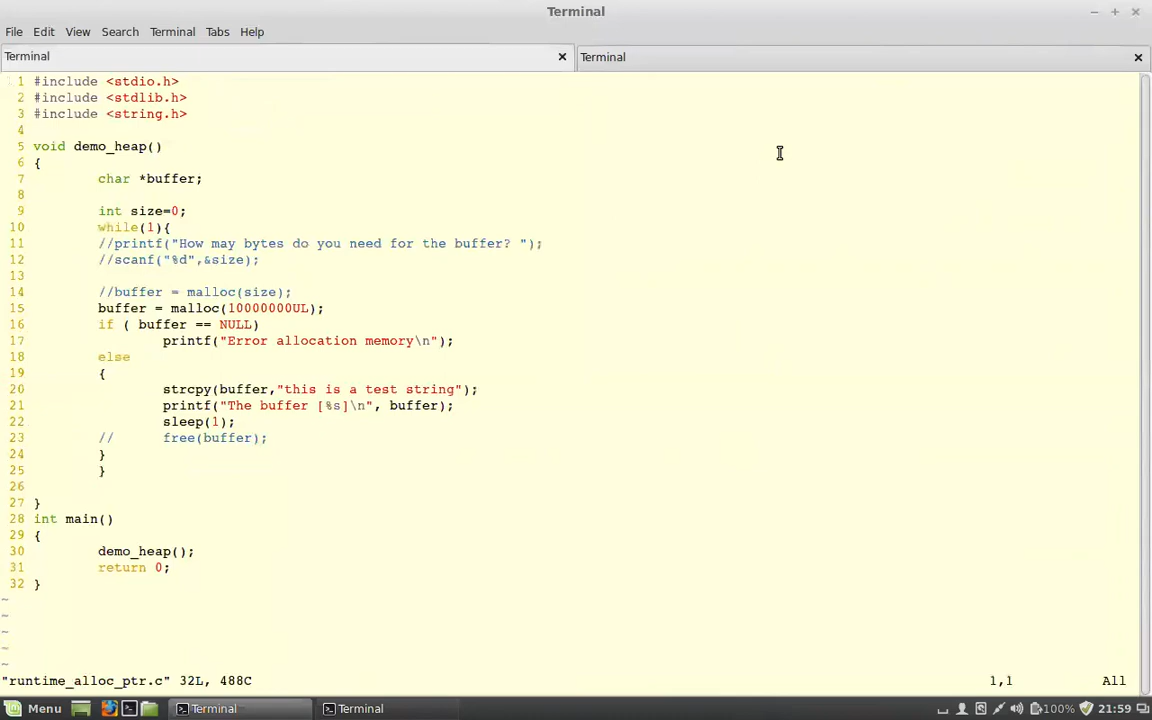 Terminal
File Edit View Search Terminal Tabs Help
Terminal Terminal
1 #include <stdio.h>
2 #include <stdlib.h>
3 #include <string.h>
4
5 void demo_heap()
6 {
7 char *buffer;
8
9 int size=0;
10 while(1){
11 //printf("How may bytes do you need for the buffer? ");
12 //scanf("%d",&size);
13
14 //buffer = malloc(size);
15 buffer = malloc(10000000UL);
16 if ( buffer == NULL)
17 printf("Error allocation memory\n");
18 else
19 {
20 strcpy(buffer,"this is a test string");
21 printf("The buffer [%s]\n", buffer);
22 sleep(1);
23 // free(buffer);
24 }
25 }
26
27 }
28 int main()
29 {
30 demo_heap();
31 return 0;
32 }
~
~
~
~
~
"runtime_alloc_ptr.c" 32L, 488C 1,1 All
Menu Terminal Terminal 100% 21:59